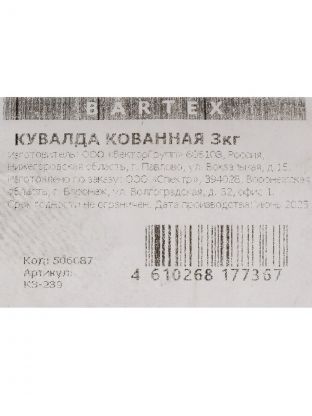 BARTEX
КУВАЛДА КОВАННАЯ 3кг
Изготовитель: ООО «ВекторГрупп» 606108, Россия,
Нижегородская область, г. Павлово, ул. Вокзальная, д.15.
Изготовлено по заказу: ООО «Спектр», 394028, Воронежская
область, г. Воронеж, ул. Волгоградская, д. 32, офис 1.
Срок годности не ограничен. Дата производства: июнь 2023
Код: 506087
Артикул:
КЗ-230
4 610268 177367